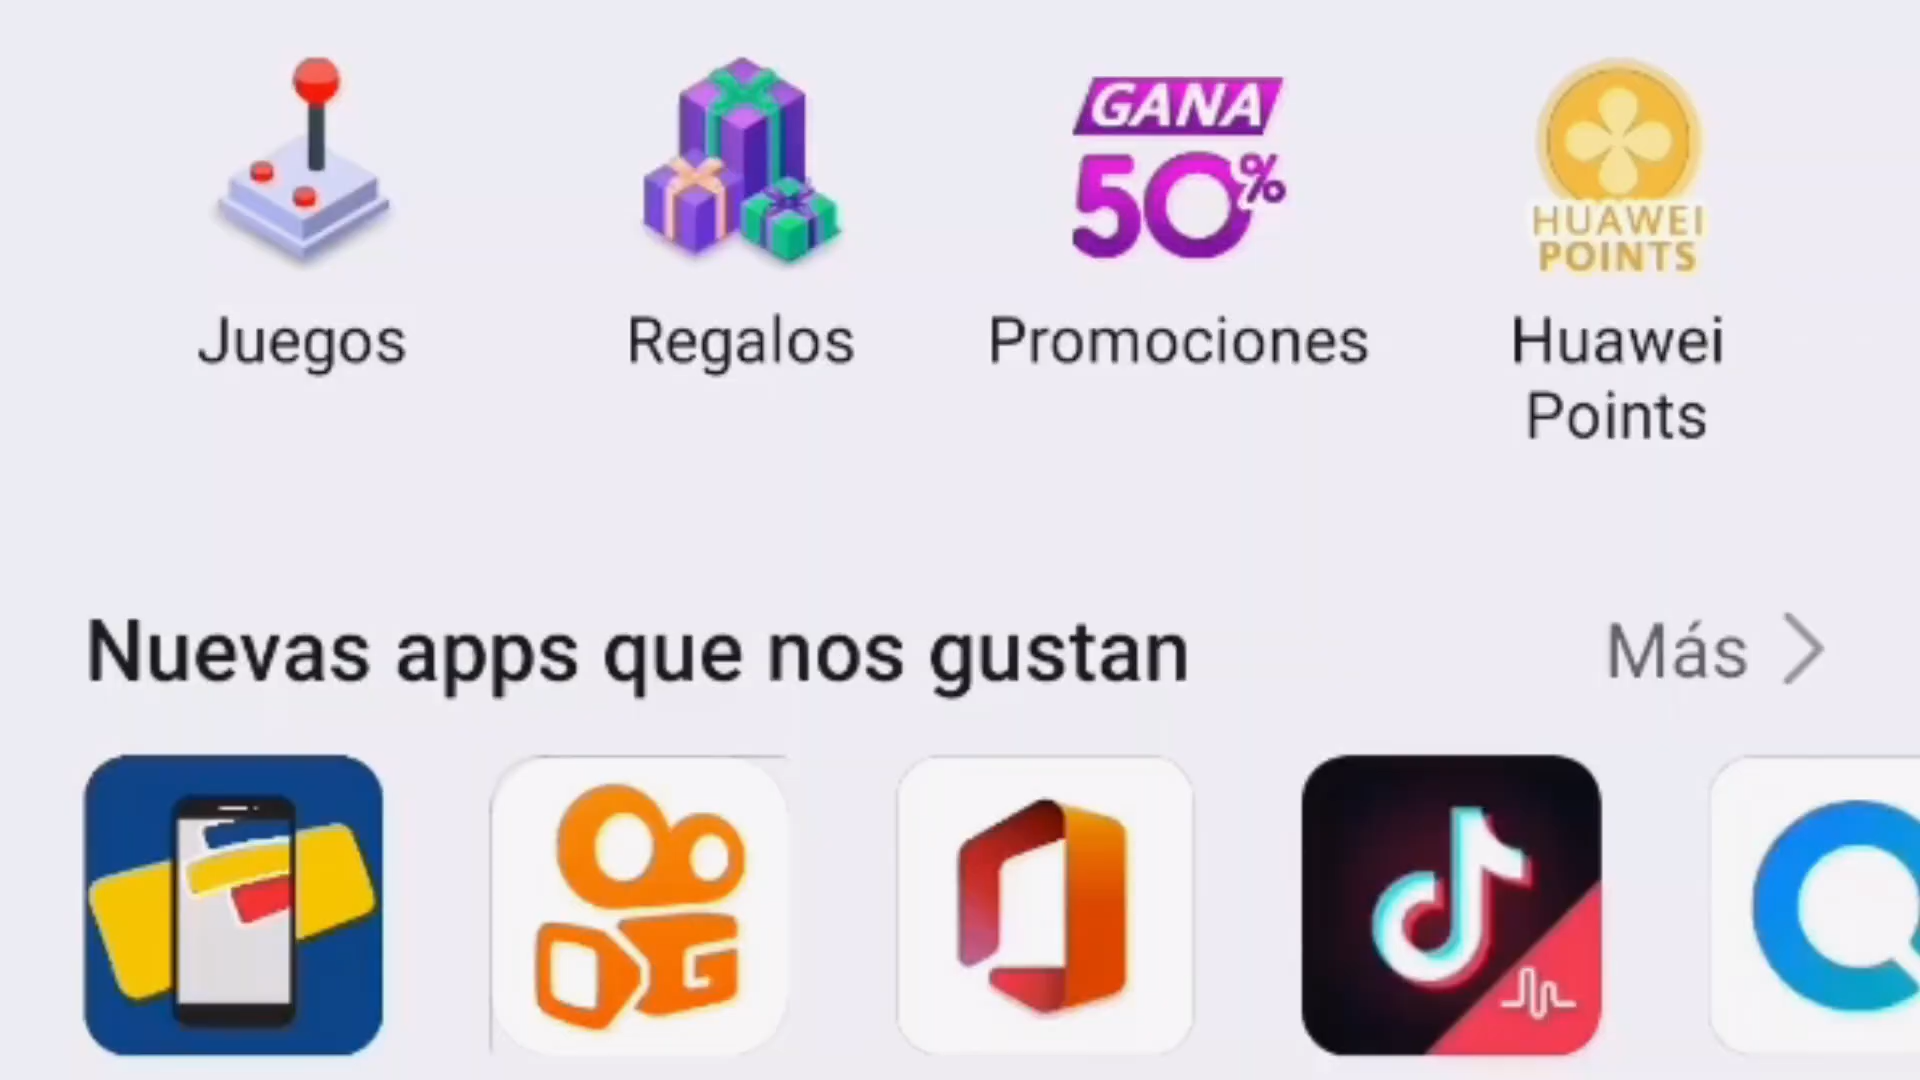 GANA
50%
HUAWEI
POINTS
Juegos
Regalos
Promociones
Huawei
Points
Nuevas apps que nos gustan
Más